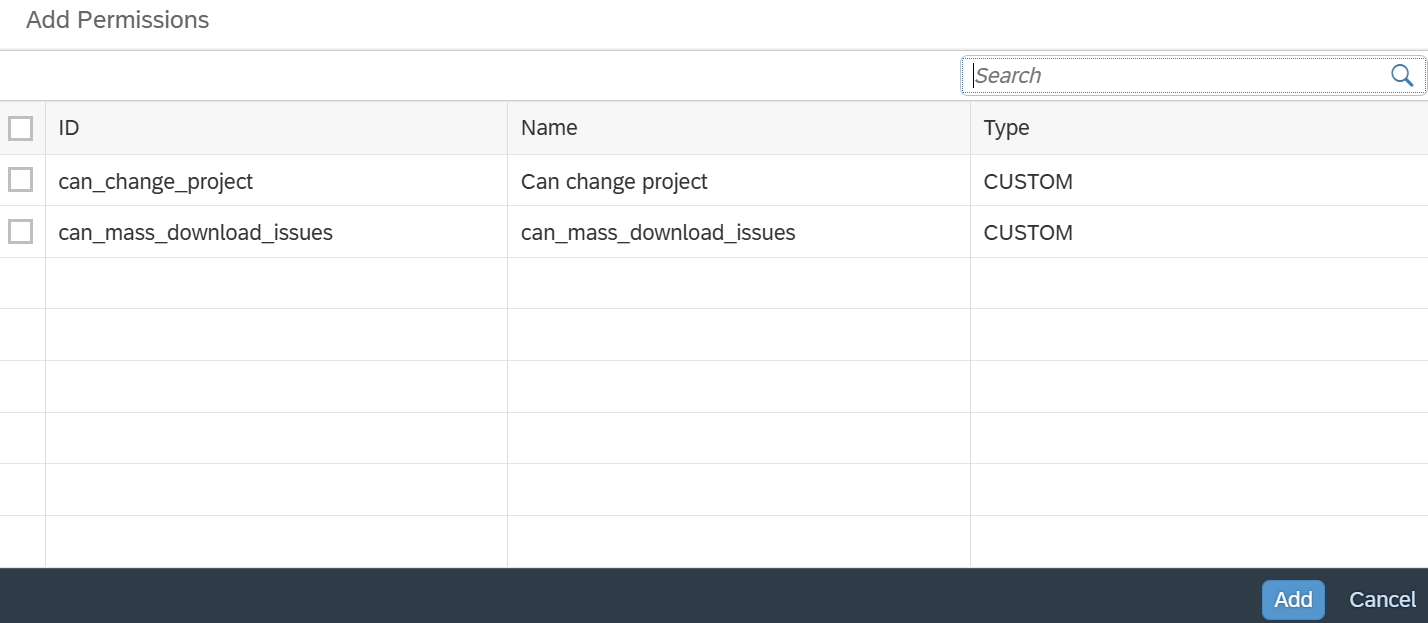 Add Permissions
Search
ID Name Type
can_change_project Can change project CUSTOM
can_mass_download_issues can_mass_download_issues CUSTOM
Add Cancel